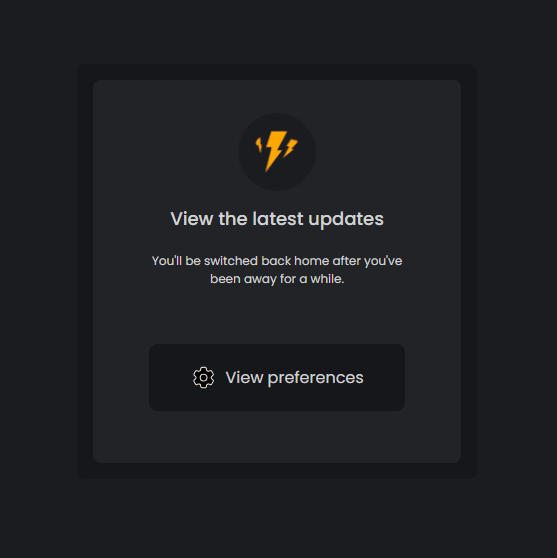 View the latest updates
You'll be switched back home after you've
been away for a while.
View preferences